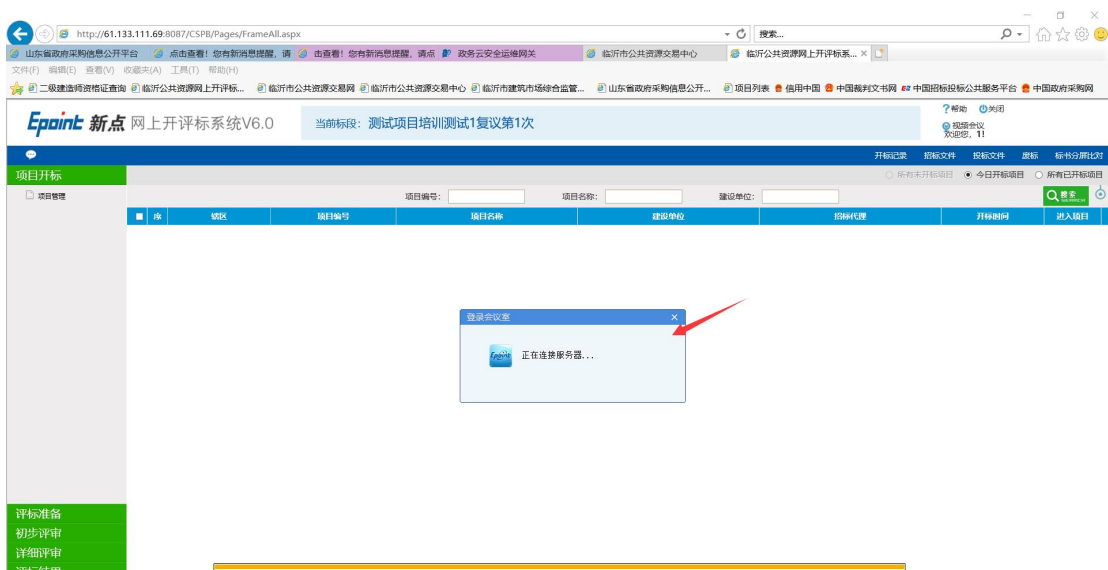 http://61.133.111.69:8087/CSPB/Pages/FrameAll.aspx
搜索...
山东省政府采购信息公开平台
点击查看！您有新消息提醒，请
击查看！您有新消息提醒，请点
政务云安全运维网关
临沂市公共资源交易中心
临沂公共资源网上开评标系...
文件(F) 编辑(E) 查看(V) 收藏夹(A) 工具(T) 帮助(H)
二级建造师资格证查询 临沂公共资源网上开评标... 临沂市公共资源交易网 临沂市公共资源交易中心 临沂市建筑市场综合监管... 山东省政府采购信息公开... 项目列表 信用中国 中国裁判文书网 中国招标投标公共服务平台 中国政府采购网
Epoint 新点 网上开评标系统V6.0
当前标段：测试项目培训测试1复议第1次
帮助 关闭
视频会议
欢迎您，1!
开标记录 招标文件 投标文件 废标 标书分屏比对
项目开标
所有未开标项目 今日开标项目 所有已开标项目
项目管理
项目编号： 项目名称： 建设单位： 搜索
序 辖区 项目编号 项目名称 建设单位 招标代理 开标时间 进入项目
登录会议室
Epoint 正在连接服务器...
评标准备
初步评审
详细评审